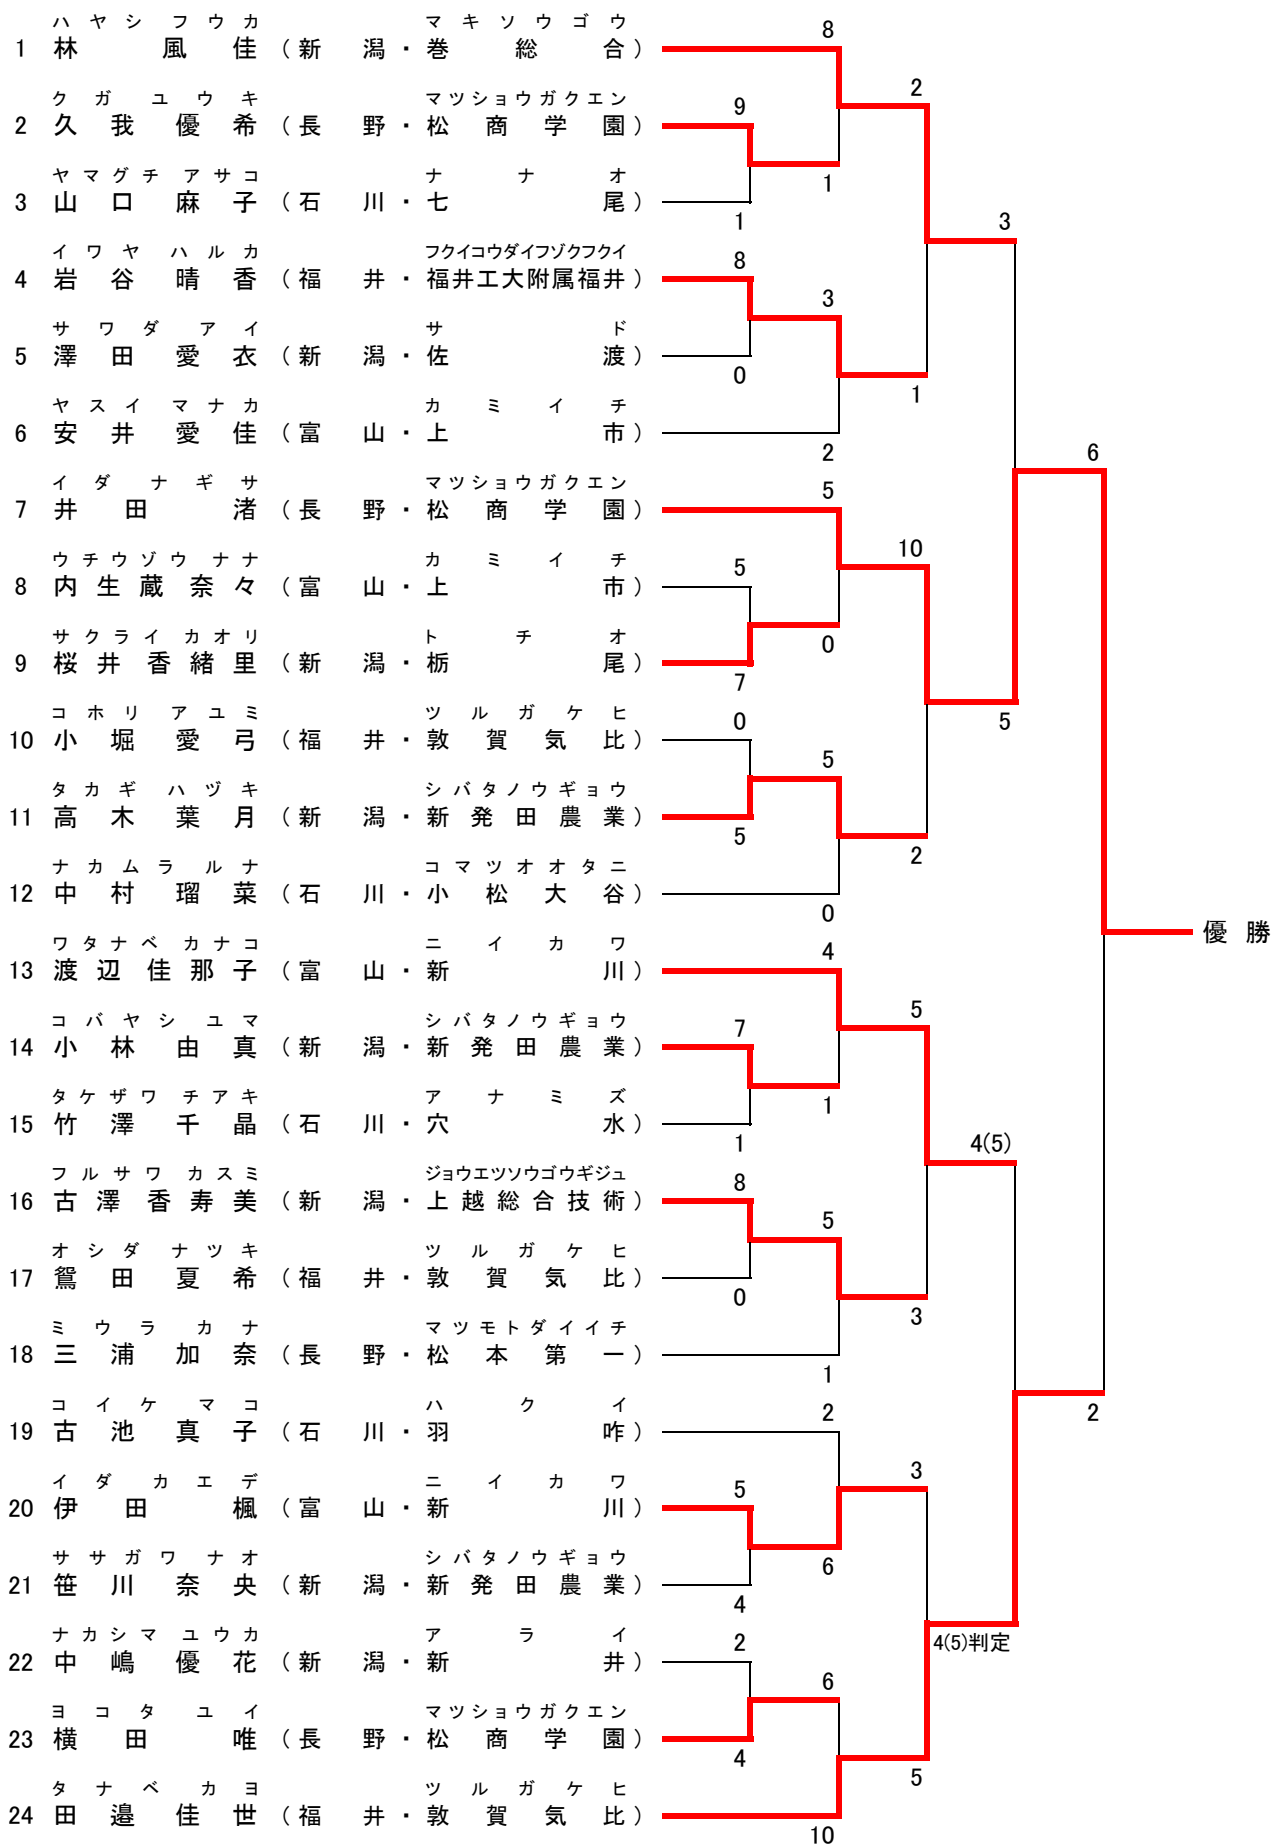 ハヤシ フウカ マキソウゴウ
1 林 風佳 (新潟・巻総合) 8
クガ ユウキ マツショウガクエン 9 2
2 久我優希 (長野・松商学園)
ヤマグチ アサコ ナナオ 1
3 山口麻子 (石川・七尾) 1 3
イワヤ ハルカ フクイコウダイフゾクフクイ 8
4 岩谷晴香 (福井・福井工大附属福井) 3
サワダ アイ サド
5 澤田愛衣 (新潟・佐渡) 0 1
ヤスイ マナカ カミイチ
6 安井愛佳 (富山・上市) 2 6
イダ ナギサ マツショウガクエン 5
7 井田渚 (長野・松商学園) 10
ウチウゾウ ナナ カミイチ 5
8 内生蔵奈々 (富山・上市)
サクライ カオリ トチオ 0
9 桜井香緒里 (新潟・栃尾) 7
コホリ アユミ ツルガケヒ 0 5
10 小堀愛弓 (福井・敦賀気比) 5
タカギ ハヅキ シバタノウギョウ
11 高木葉月 (新潟・新発田農業) 5 2
ナカムラ ルナ コマツオオタニ
12 中村瑠菜 (石川・小松大谷) 0 優勝
ワタナベ カナコ ニイカワ 4
13 渡辺佳那子 (富山・新川) 5
コバヤシ ユマ シバタノウギョウ 7
14 小林由真 (新潟・新発田農業) 1
タケザワ チアキ アナミズ
15 竹澤千晶 (石川・穴水) 1 4(5)
フルサワ カスミ ジョウエツソウゴウギジュ 8
16 古澤香寿美 (新潟・上越総合技術) 5
オシダ ナツキ ツルガケヒ
17 鴛田夏希 (福井・敦賀気比) 0 3
ミウラ カナ マツモトダイイチ
18 三浦加奈 (長野・松本第一) 1
コイケ マコ ハクイ 2 2
19 古池真子 (石川・羽咋) 3
イダ カエデ ニイカワ 5
20 伊田楓 (富山・新川)
ササガワ ナオ シバタノウギョウ 6
21 笹川奈央 (新潟・新発田農業) 4
ナカシマ ユウカ アライ 2 4(5)判定
22 中嶋優花 (新潟・新井) 6
ヨコタ ユイ マツショウガクエン
23 横田唯 (長野・松商学園) 4 5
タナベ カヨ ツルガケヒ
24 田邉佳世 (福井・敦賀気比) 10